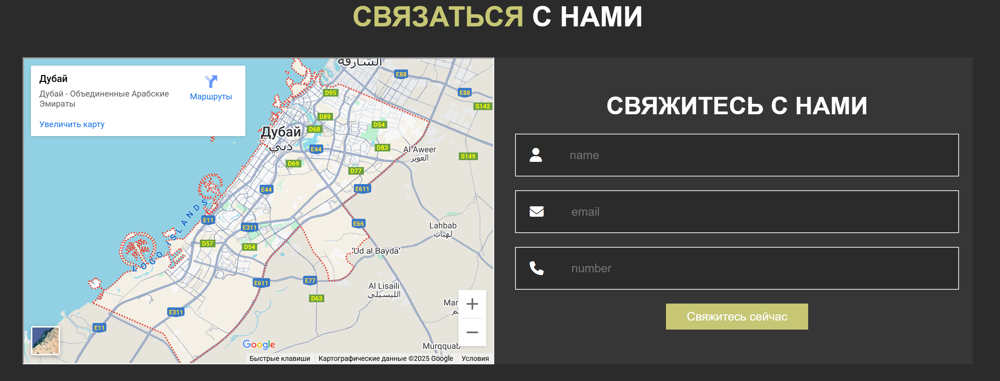 СВЯЗАТЬСЯ С НАМИ
Дубай
Дубай - Объединенные Арабские
Эмираты
Маршруты
Увеличить карту
الشارقة
E88
D95
E88
S142
D89
D54
D68
Дубай
دبي
E44
D83
Al Aweer
العوير
S149
D69
D77
E44
E611
LOGO ISLANDS
E11
E311
E66
Lahbab
لهباب
D57
D54
'Ud al Bayda'
E611
E77
Al Lisaili
الليسيلي
D63
Mar
E311
E11
Murqquab
Google
Быстрые клавиши
Картографические данные ©2025 Google
Условия
СВЯЖИТЕСЬ С НАМИ
name
email
number
Свяжитесь сейчас